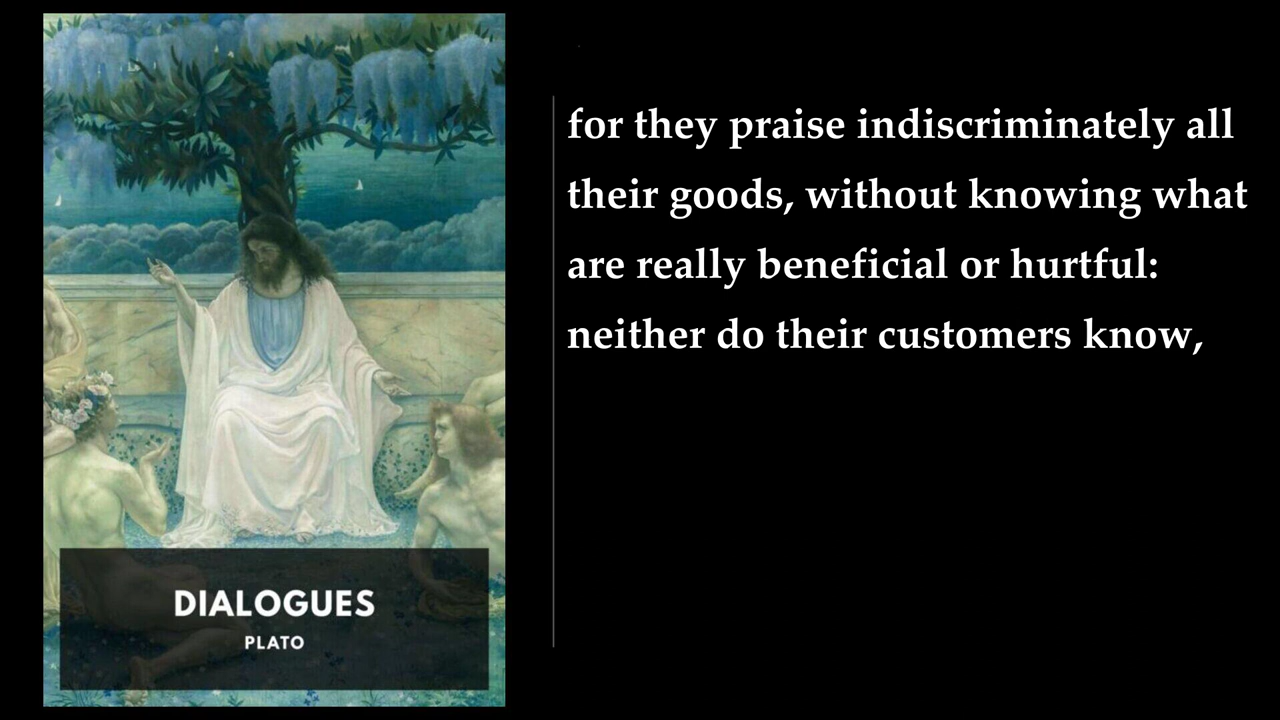 for they praise indiscriminately all
their goods, without knowing what
are really beneficial or hurtful:
neither do their customers know,
DIALOGUES
PLATO